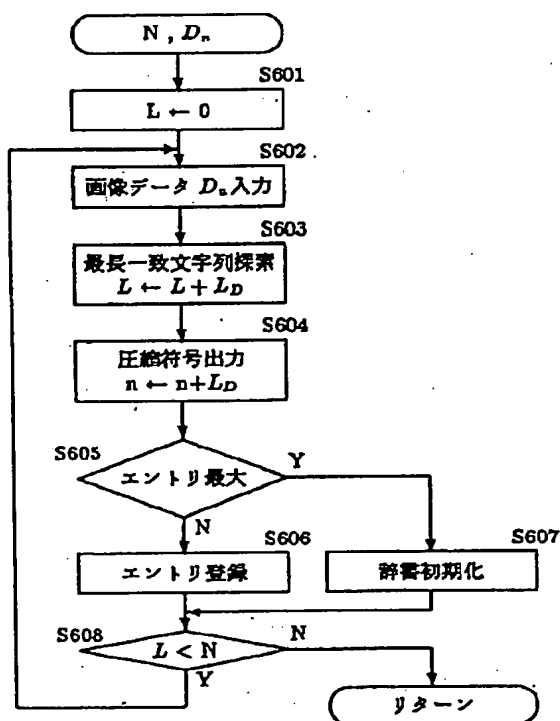 N , Dn
S601
L ← 0
S602
画像データ Dn入力
S603
最長一致文字列探索
L ← L + LD
S604
圧縮符号出力
n ← n+LD
S605
エントリ最大
Y
N
S606
エントリ登録
S607
辞書初期化
S608
L < N
N
Y
リターン